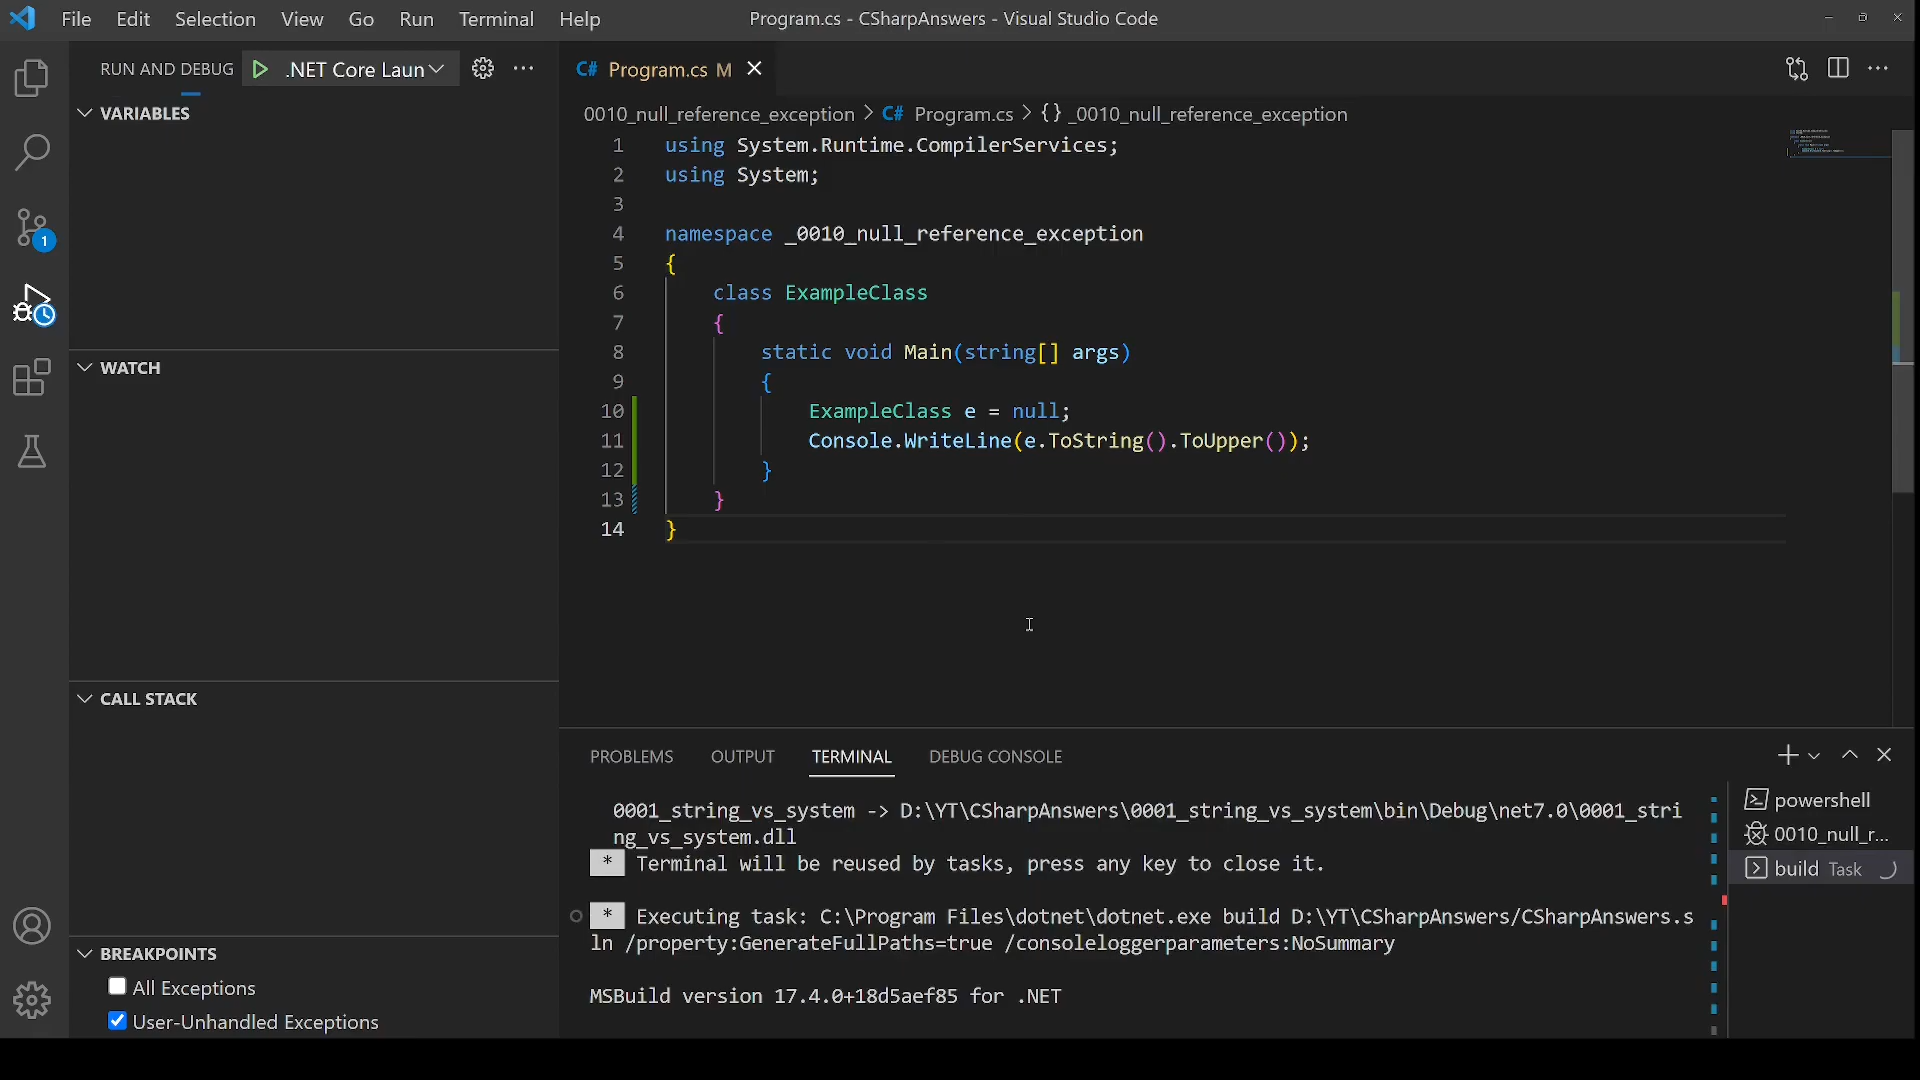 File Edit Selection View Go Run Terminal Help
Program.cs - CSharpAnswers - Visual Studio Code
RUN AND DEBUG .NET Core Laun
Program.cs M
VARIABLES
0010_null_reference_exception > C# Program.cs > {} _0010_null_reference_exception
1 using System.Runtime.CompilerServices;
2 using System;
3
4 namespace _0010_null_reference_exception
5 {
6 class ExampleClass
7 {
8 static void Main(string[] args)
9 {
10 ExampleClass e = null;
11 Console.WriteLine(e.ToString().ToUpper());
12 }
13 }
14 }
1
WATCH
CALL STACK
BREAKPOINTS
All Exceptions
User-Unhandled Exceptions
PROBLEMS OUTPUT TERMINAL DEBUG CONSOLE
0001_string_vs_system -> D:\YT\CSharpAnswers\0001_string_vs_system\bin\Debug\net7.0\0001_stri
ng_vs_system.dll
* Terminal will be reused by tasks, press any key to close it.
* Executing task: C:\Program Files\dotnet\dotnet.exe build D:\YT\CSharpAnswers/CSharpAnswers.s
ln /property:GenerateFullPaths=true /consoleloggerparameters:NoSummary
MSBuild version 17.4.0+18d5aef85 for .NET
powershell
0010_null_r...
build Task